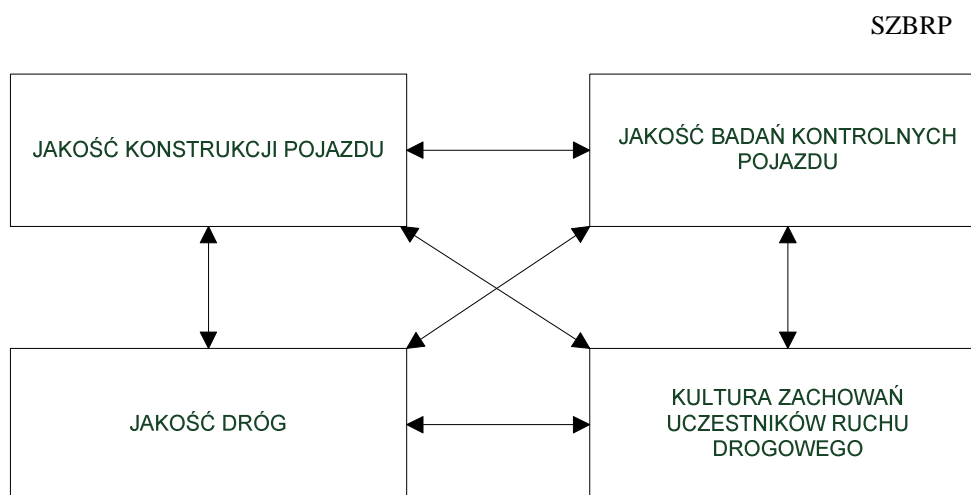 SZBRP
JAKOŚĆ KONSTRUKCJI POJAZDU
JAKOŚĆ BADAŃ KONTROLNYCH
POJAZDU
JAKOŚĆ DRÓG
KULTURA ZACHOWAŃ
UCZESTNIKÓW RUCHU
DROGOWEGO